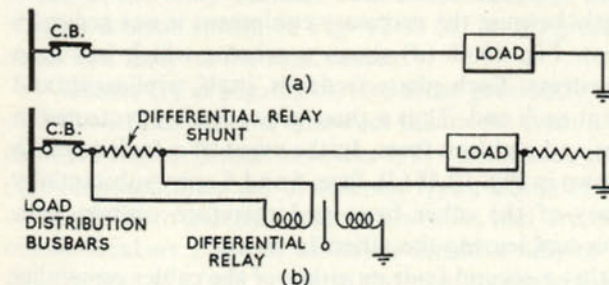 C.B.
LOAD
(a)
DIFFERENTIAL RELAY
SHUNT
C.B.
LOAD
LOAD
DISTRIBUTION
BUSBARS
DIFFERENTIAL
RELAY
(b)